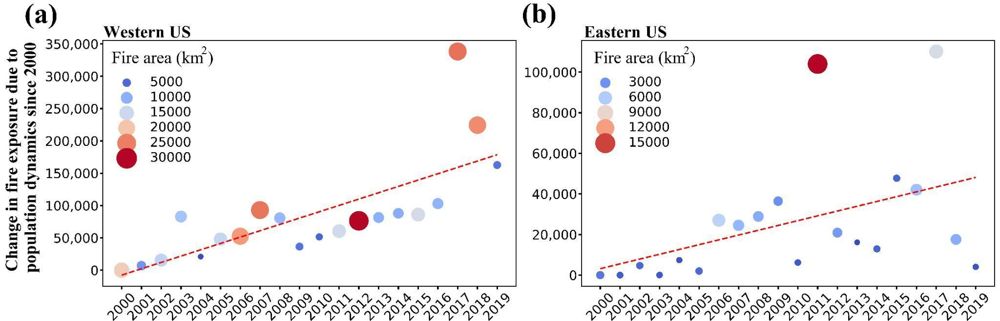 (a)
Western US
Change in fire exposure due to
population dynamics since 2000
350,000
300,000
250,000
200,000
150,000
100,000
50,000
0
Fire area (km²)
5000
10000
15000
20000
25000
30000
2000 2001 2002 2003 2004 2005 2006 2007 2008 2009 2010 2011 2012 2013 2014 2015 2016 2017 2018 2019
(b)
Eastern US
100,000
80,000
60,000
40,000
20,000
0
Fire area (km²)
3000
6000
9000
12000
15000
2000 2001 2002 2003 2004 2005 2006 2007 2008 2009 2010 2011 2012 2013 2014 2015 2016 2017 2018 2019